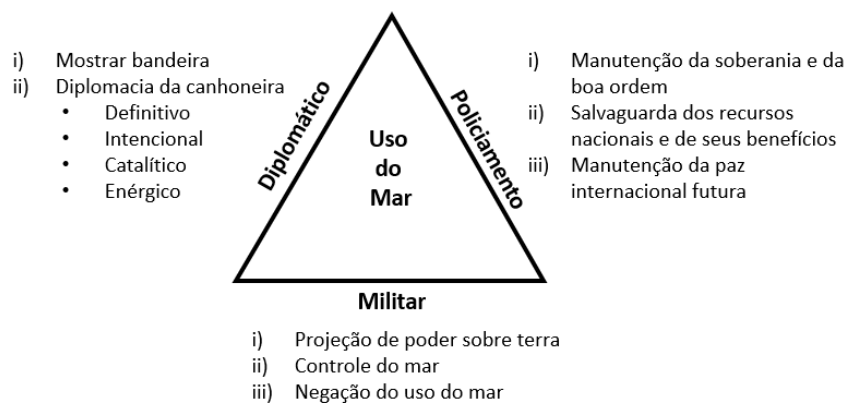 i) Mostrar bandeira
ii) Diplomacia da canhoneira
• Definitivo
• Intencional
• Catalítico
• Enérgico
Diplomático
Uso
do
Mar
Policiamento
i) Manutenção da soberania e da
boa ordem
ii) Salvaguarda dos recursos
nacionais e de seus benefícios
iii) Manutenção da paz
internacional futura
Militar
i) Projeção de poder sobre terra
ii) Controle do mar
iii) Negação do uso do mar